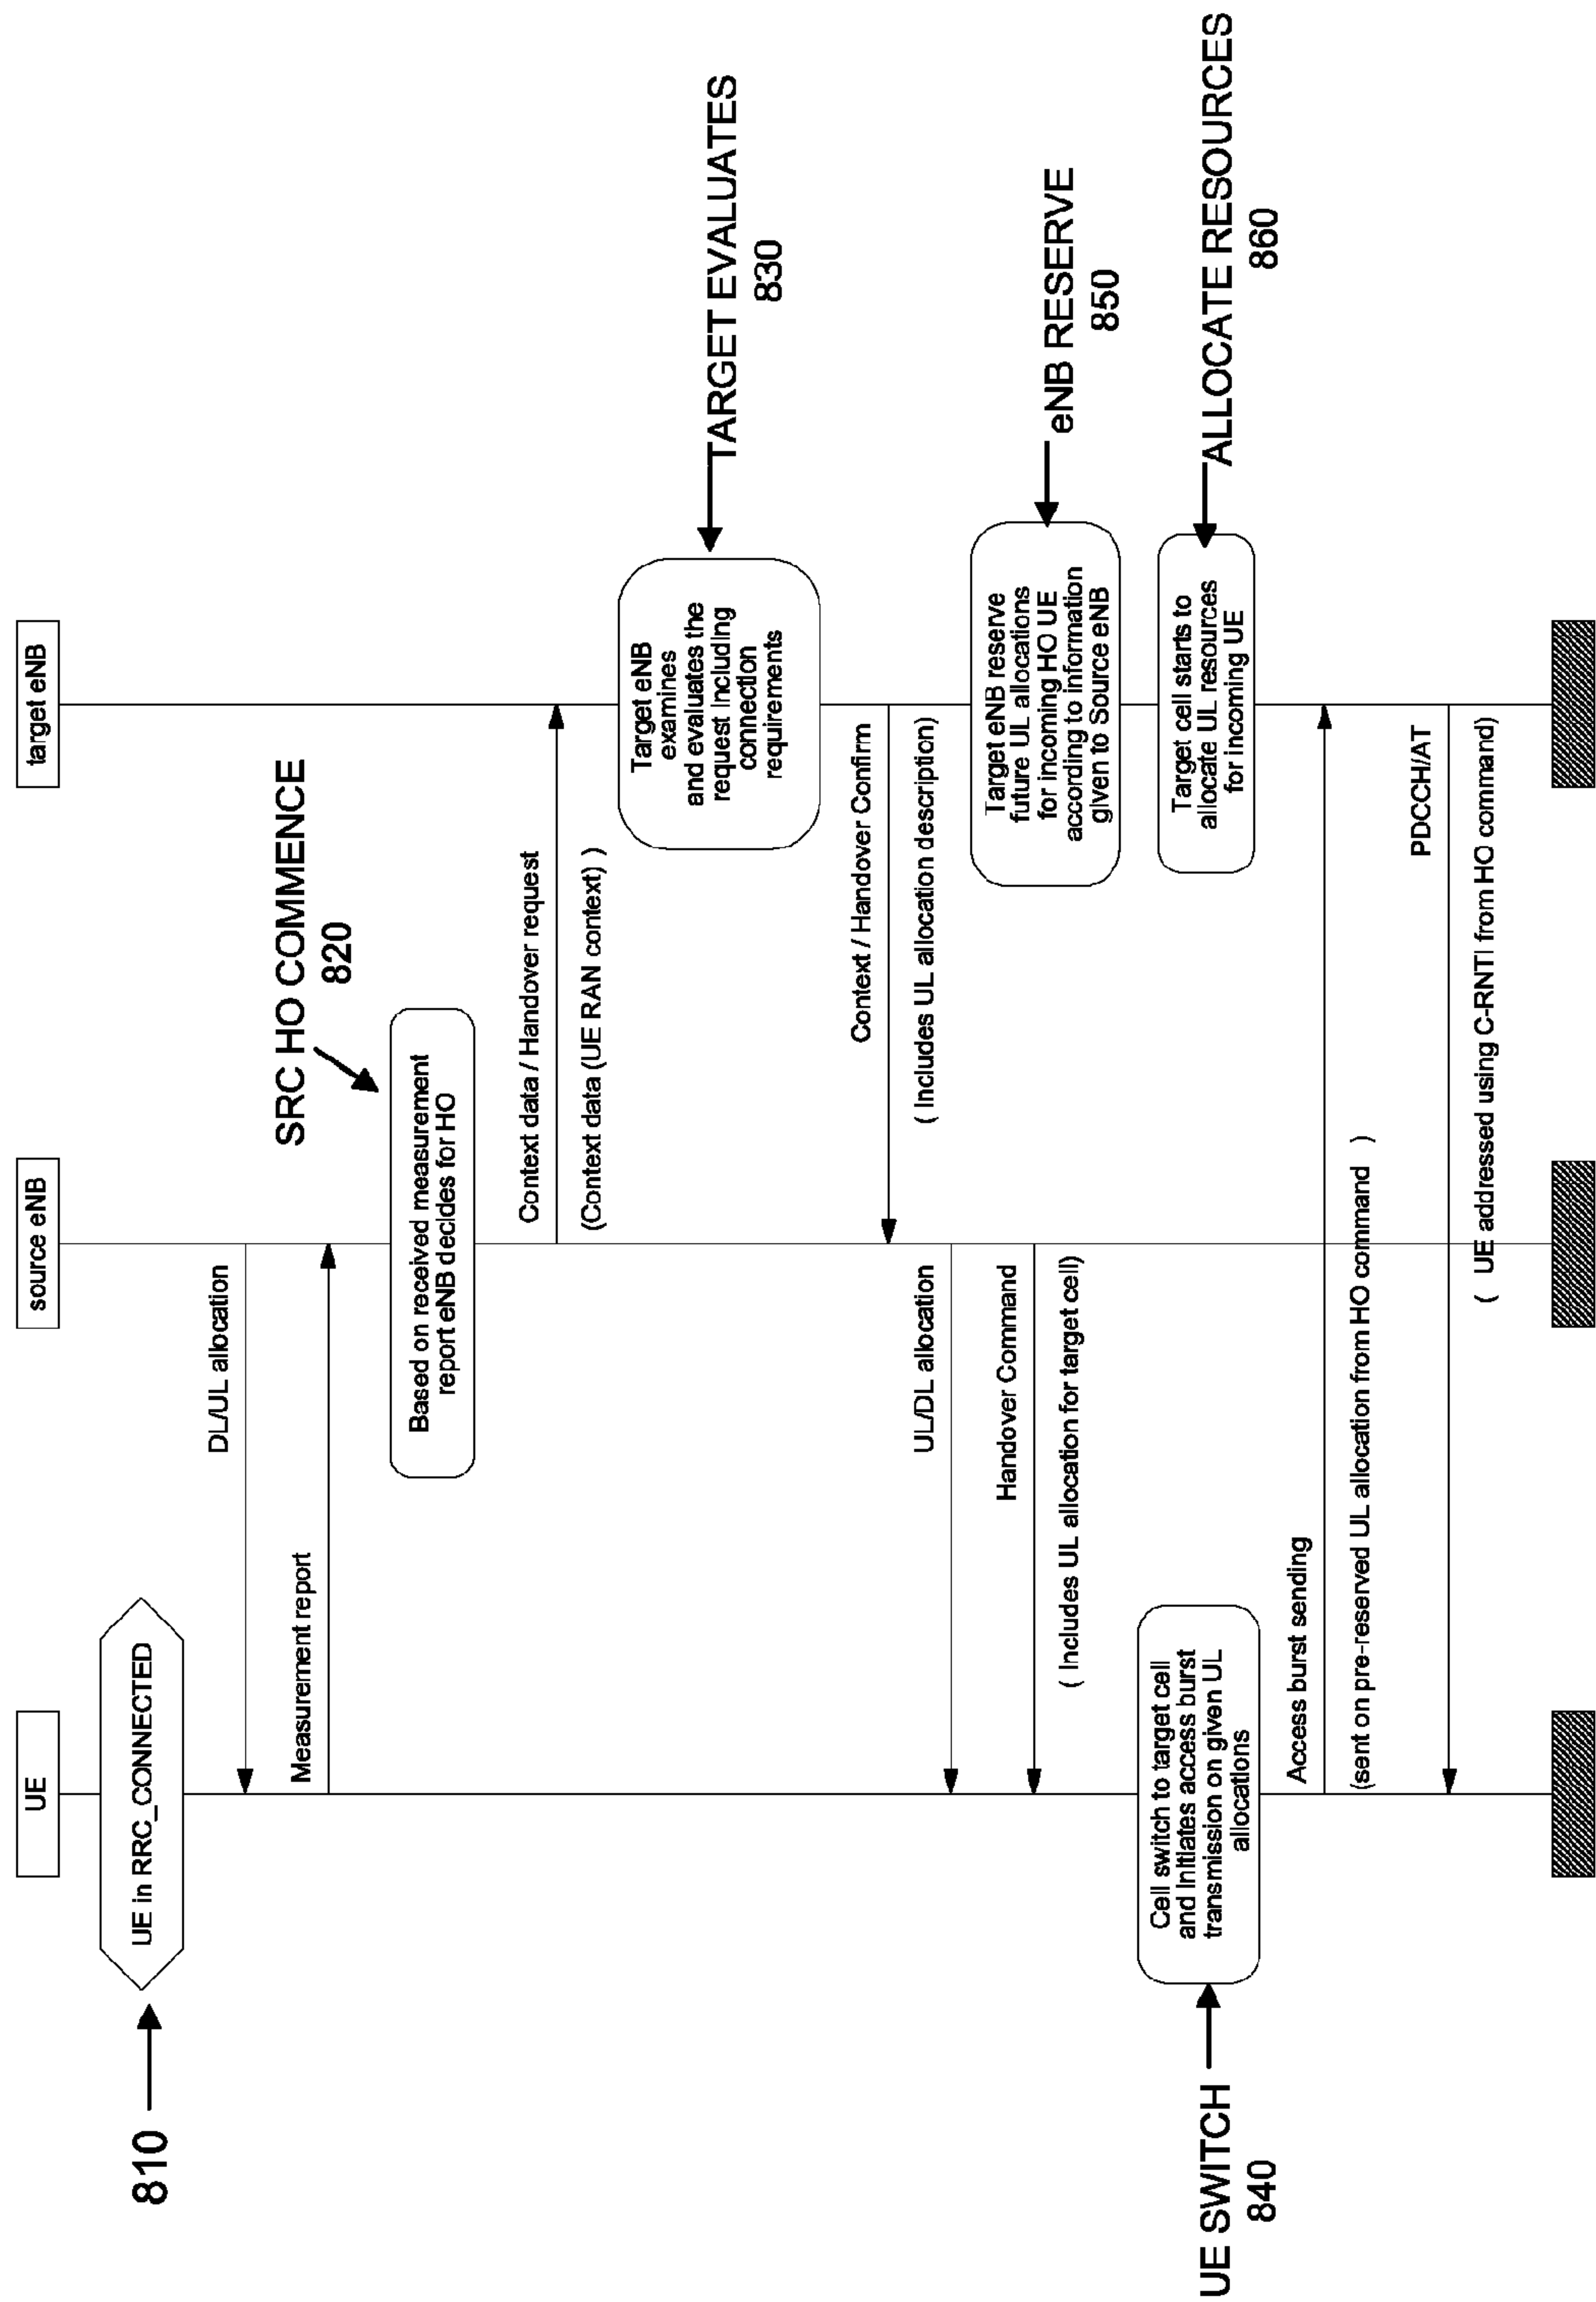 UE
source eNB
target eNB
810
UE in RRC_CONNECTED
DL/UL allocation
Measurement report
SRC HO COMMENCE
820
Based on received measurement
report eNB decides for HO
Context data / Handover request
(Context data (UE RAN context) )
Target eNB
examines
and evaluates the
request including
connection
requirements
TARGET EVALUATES
830
Context / Handover Confirm
( Includes UL allocation description)
UL/DL allocation
Handover Command
( Includes UL allocation for target cell)
Target eNB reserve
future UL allocations
for incoming HO UE
according to information
given to Source eNB
eNB RESERVE
850
UE SWITCH
840
Cell switch to target cell
and initiates access burst
transmission on given UL
allocations
Target cell starts to
allocate UL resources
for incoming UE
ALLOCATE RESOURCES
860
Access burst sending
(sent on pre-reserved UL allocation from HO command )
PDCCH/AT
( UE addressed using C-RNTI from HO command)